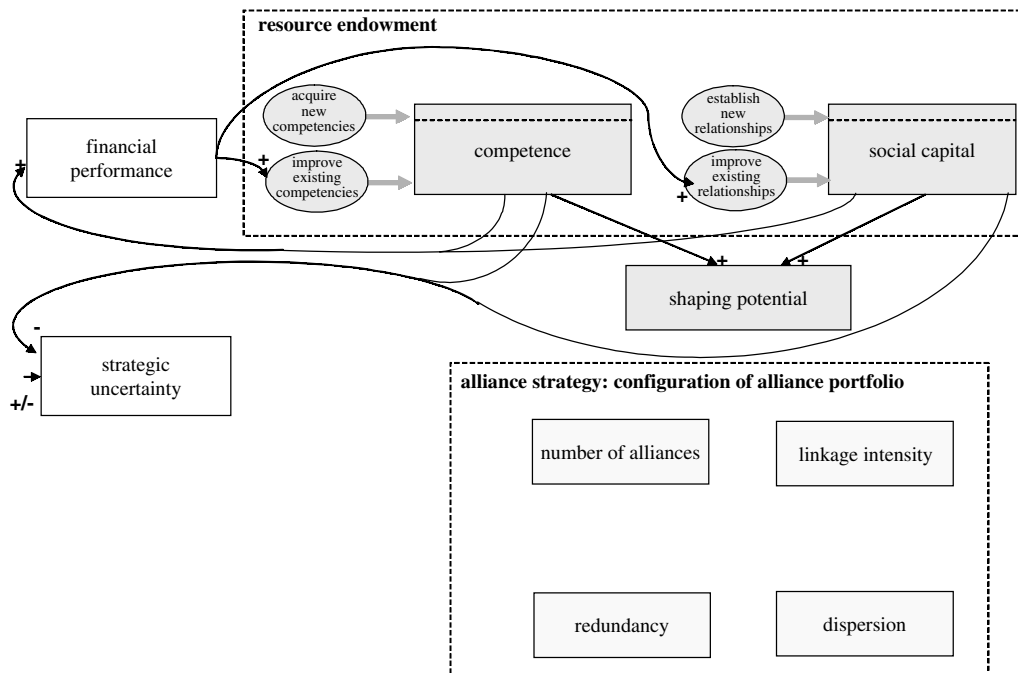 resource endowment
acquire
new
competencies
establish
new
relationships
financial
performance
competence
social capital
+
+
improve
existing
competencies
improve existing
relationships
+
+
+
shaping potential
-
strategic
uncertainty
+/-
alliance strategy: configuration of alliance portfolio
number of alliances
linkage intensity
redundancy
dispersion